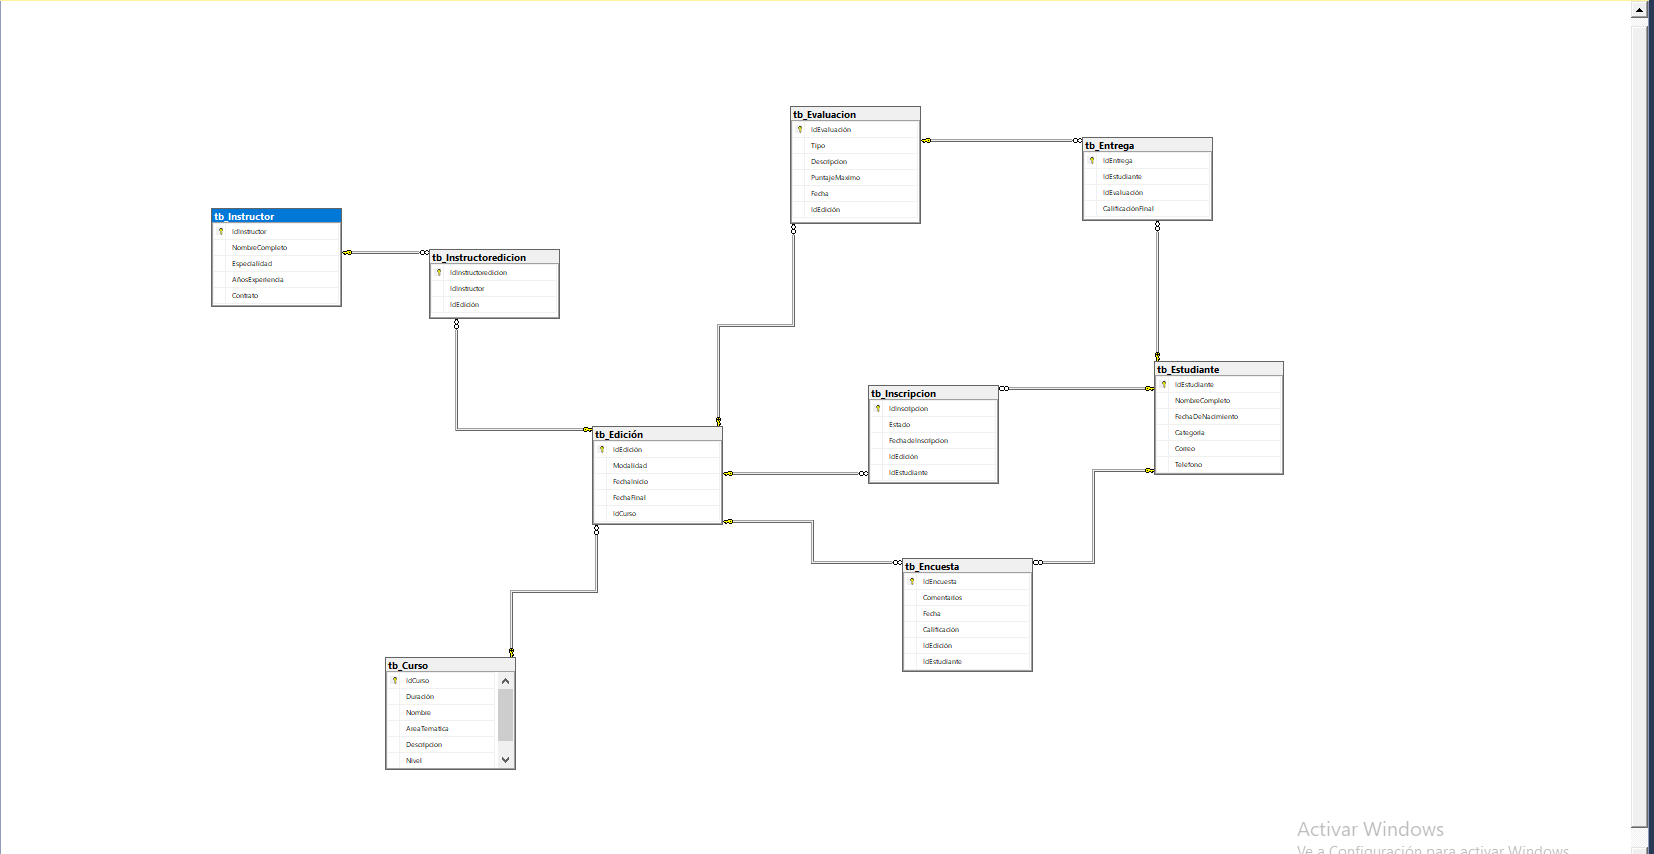 tb_Instructor
IdInstructor
NombreCompleto
Especialidad
AñosExperiencia
Contrato
tb_Instructoredicion
IdInstructoredicion
IdInstructor
IdEdición
tb_Evaluacion
IdEvaluación
Tipo
Descripcion
PuntajeMaximo
Fecha
IdEdición
tb_Entrega
IdEntrega
IdEstudiante
IdEvaluación
CalificaciónFinal
tb_Edición
IdEdición
Modalidad
FechaInicio
FechaFinal
IdCurso
tb_Inscripcion
IdInscripcion
Estado
FechadeInscripcion
IdEdición
IdEstudiante
tb_Estudiante
IdEstudiante
NombreCompleto
FechaDeNacimiento
Categoria
Correo
Telefono
tb_Encuesta
IdEncuesta
Comentarios
Fecha
Calificación
IdEdición
IdEstudiante
tb_Curso
IdCurso
Duración
Nombre
AreaTematica
Descripcion
Nivel
Activar Windows
Ve a Configuración para activar Windows.